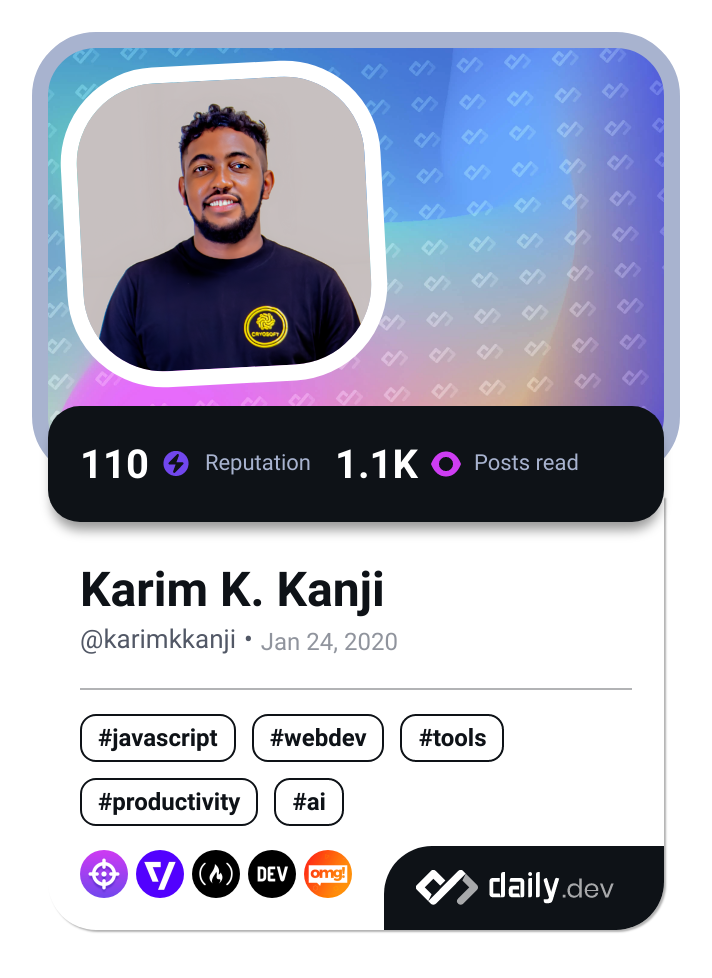 CRYOSOFT
110 Reputation 1.1K Posts read
Karim K. Kanji
@karimkkanji • Jan 24, 2020
#javascript #webdev #tools
#productivity #ai
DEV omg! daily.dev